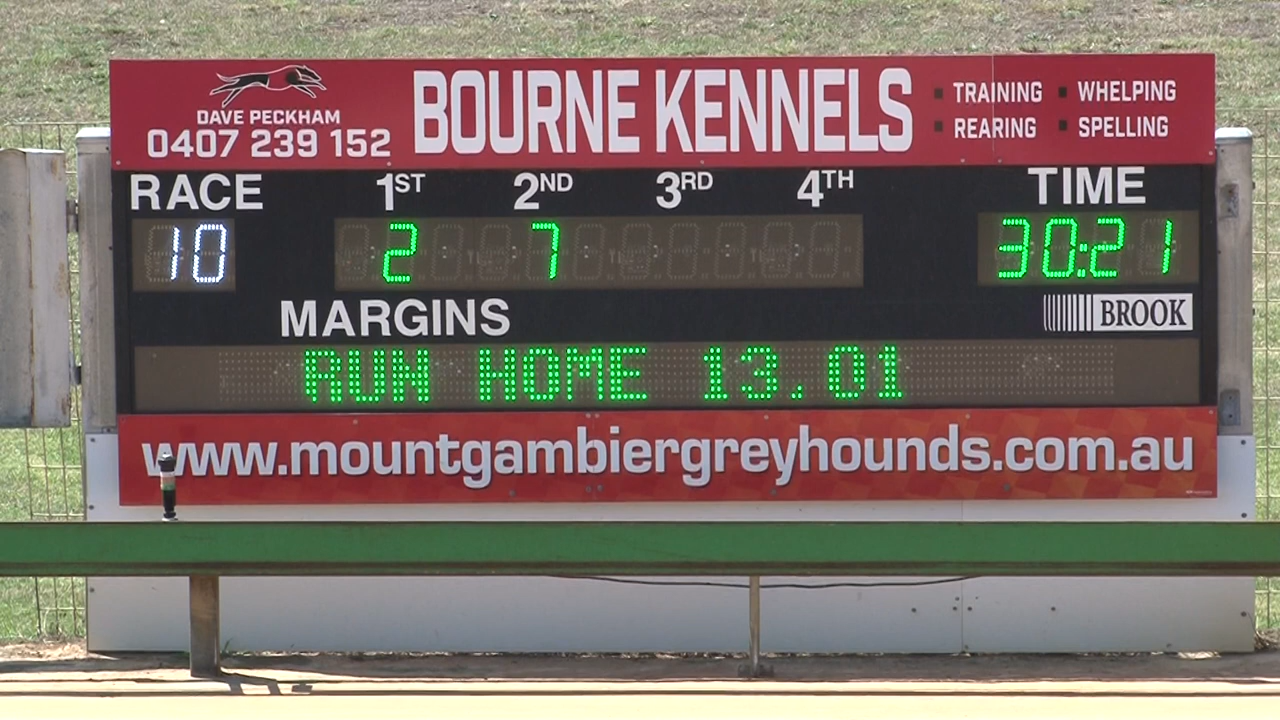 DAVE PECKHAM
0407 239 152
BOURNE KENNELS
TRAINING
WHELPING
REARING
SPELLING
RACE 1ST 2ND 3RD 4TH TIME
10 2 7 30:21
MARGINS
BROOK
RUN HOME 13.01
www.mountgambiergreyhounds.com.au